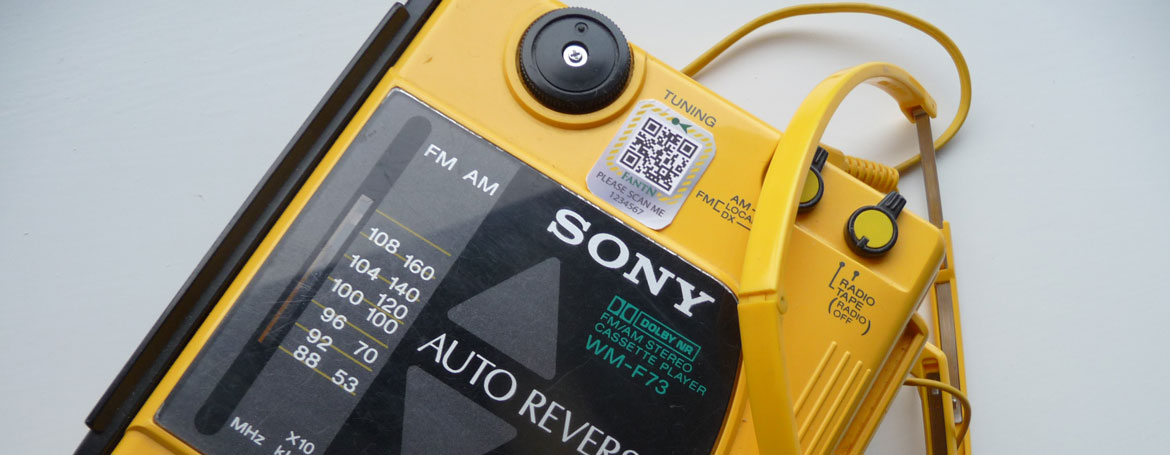 TUNING
FANTN
PLEASE SCAN ME
1234567
FM AM
AM
LOCAL
FM
DX
SONY
108 160
104 140
100 120
96 100
92 70
88 53
MHz X10
DOLBY NR
FM/AM STEREO
CASSETTE PLAYER
WM-F73
AUTO
RADIO
TAPE
(RADIO)
OFF